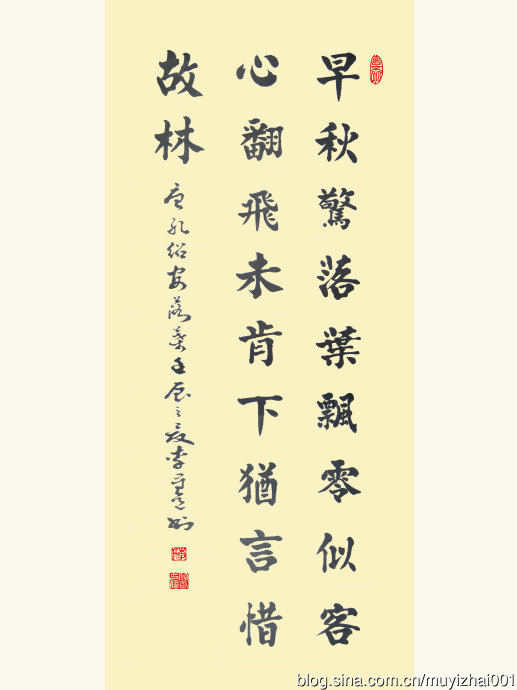 早秋驚落葉飄零似客
心翻飛未肯下猶言惜
故林
唐孔紹安落葉壬辰之夏李
blog.sina.com.cn/muyizhai001